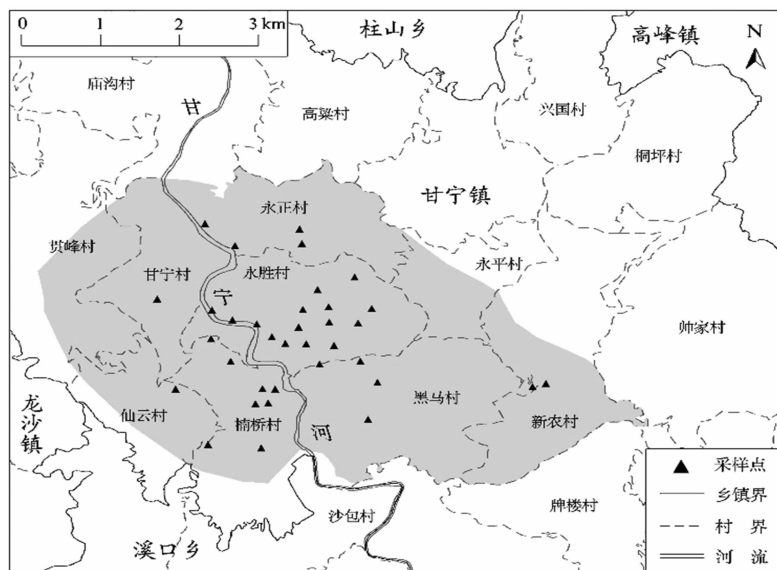 0 1 2 3 km
柱山乡
高峰镇
N
庙沟村
甘
高粱村
兴国村
桐坪村
甘宁镇
永正村
贯峰村
甘宁村
永胜村
永平村
宁
帅家村
龙沙镇
仙云村
楠桥村
河
黑马村
新农村
沙包村
牌楼村
溪口乡
采样点
乡镇界
村 界
河 流